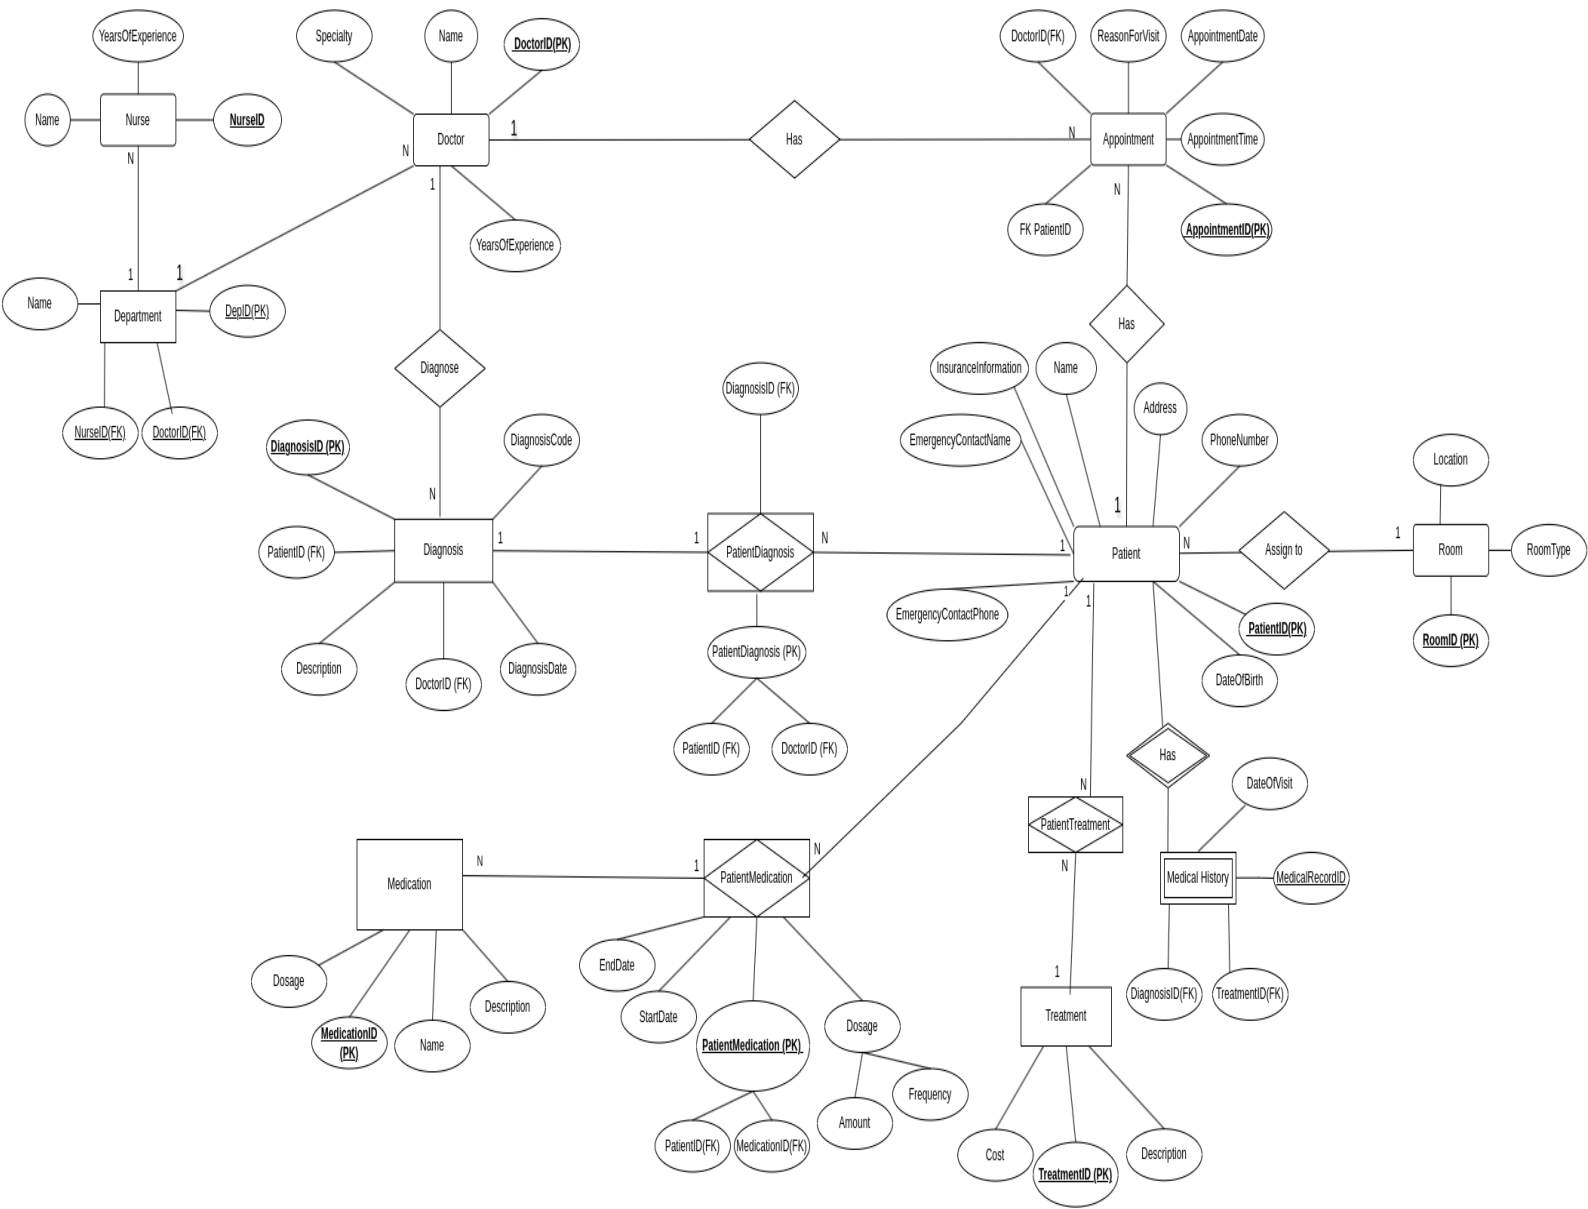 YearsOfExperience
Specialty
Name
DoctorID(PK)
DoctorID(FK)
ReasonForVisit
AppointmentDate
Name
Nurse
NurseID
Doctor
1
Has
N
Appointment
AppointmentTime
N
N
1
N
YearsOfExperience
FK PatientID
AppointmentID(PK)
1
1
Name
Department
DepID(PK)
Has
Diagnose
InsuranceInformation
Name
DiagnosisID (FK)
Address
NurseID(FK)
DoctorID(FK)
DiagnosisID (PK)
DiagnosisCode
EmergencyContactName
PhoneNumber
Location
N
1
PatientID (FK)
Diagnosis
1
1
PatientDiagnosis
N
1
Patient
N
Assign to
1
Room
RoomType
1
1
EmergencyContactPhone
PatientID(PK)
RoomID (PK)
Description
DoctorID (FK)
DiagnosisDate
PatientDiagnosis (PK)
DateOfBirth
PatientID (FK)
DoctorID (FK)
Has
N
DateOfVisit
PatientTreatment
N
1
N
N
Medication
PatientMedication
Medical History
MedicalRecordID
EndDate
1
Dosage
Description
StartDate
Dosage
DiagnosisID(FK)
TreatmentID(FK)
MedicationID
(PK)
Name
PatientMedication (PK)
Treatment
Frequency
Amount
PatientID(FK)
MedicationID(FK)
Cost
TreatmentID (PK)
Description